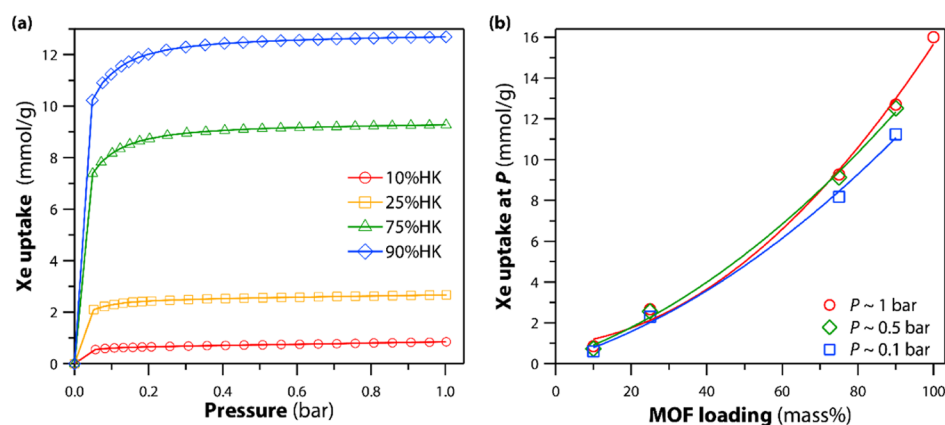 (a)
12
10
8
6
4
2
0
Xe uptake (mmol/g)
10%HK
25%HK
75%HK
90%HK
0.0 0.2 0.4 0.6 0.8 1.0
Pressure (bar)
(b)
16
14
12
10
8
6
4
2
0
Xe uptake at P (mmol/g)
P ~ 1 bar
P ~ 0.5 bar
P ~ 0.1 bar
0 20 40 60 80 100
MOF loading (mass%)